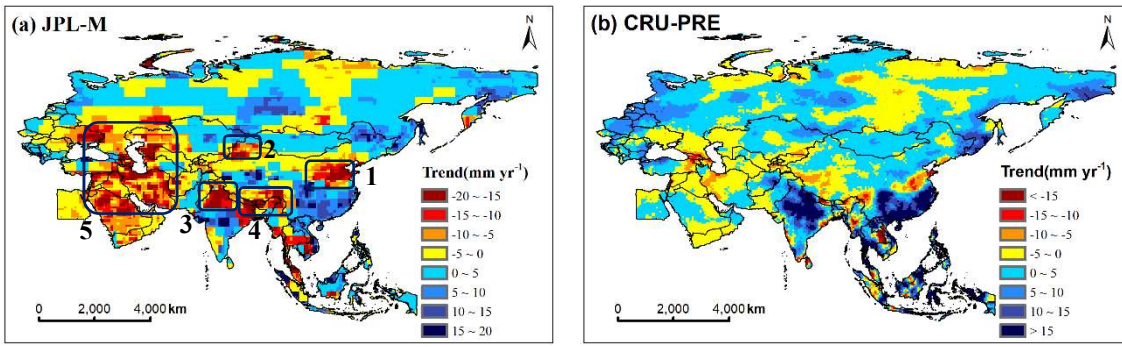 (a) JPL-M
N
2
1
3
4
5
Trend(mm yr⁻¹)
-20 ~ -15
-15 ~ -10
-10 ~ -5
-5 ~ 0
0 ~ 5
5 ~ 10
10 ~ 15
15 ~ 20
0 2,000 4,000 km
(b) CRU-PRE
N
Trend(mm yr⁻¹)
< -15
-15 ~ -10
-10 ~ -5
-5 ~ 0
0 ~ 5
5 ~ 10
10 ~ 15
> 15
0 2,000 4,000 km